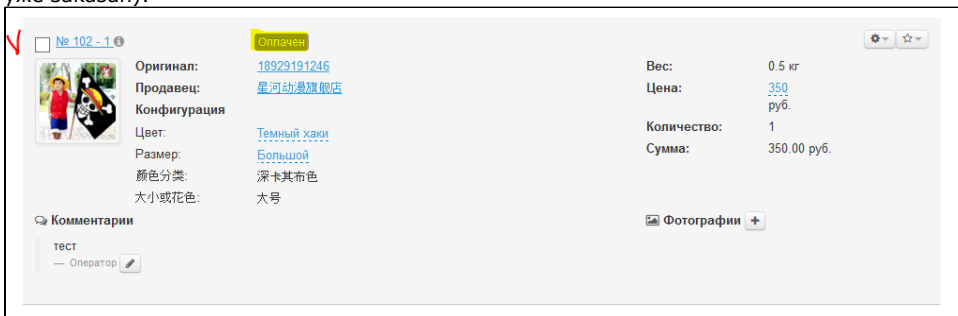 уже заказан).
№ 102 - 1
Оплачен
Оригинал: 18929191246
Вес: 0.5 кг
Продавец: 星河动漫旗舰店
Цена: 350 руб.
Конфигурация
Цвет: Темный хаки
Количество: 1
Размер: Большой
Сумма: 350.00 руб.
颜色分类: 深卡其布色
大小或花色: 大号
Комментарии
Фотографии
тест
— Оператор